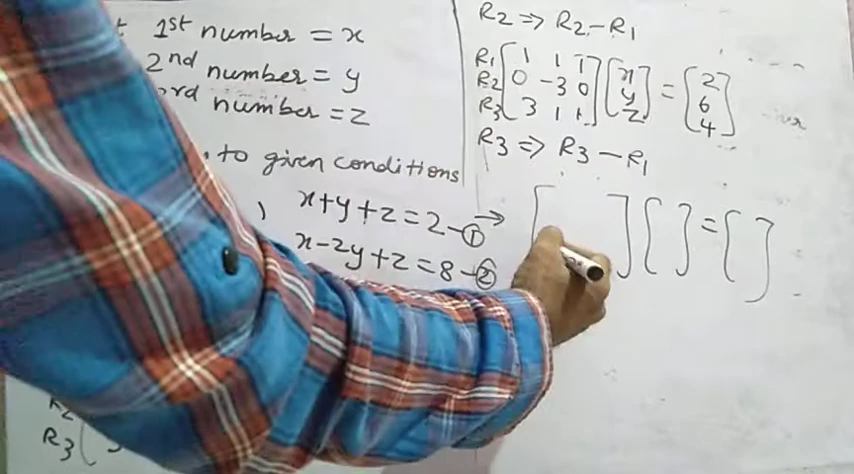 1st number = x
2nd number = y
rd number = z
to given conditions
x+y+z=2-①
x-2y+z=8-②
R3
R2 => R2-R1
R1 [1 1 1] [x] = [2]
R2 [0 -3 0] [y] [6]
R3 [3 1 1] [z] [4]
R3 => R3-R1
→ [ ] [ ] = [ ]